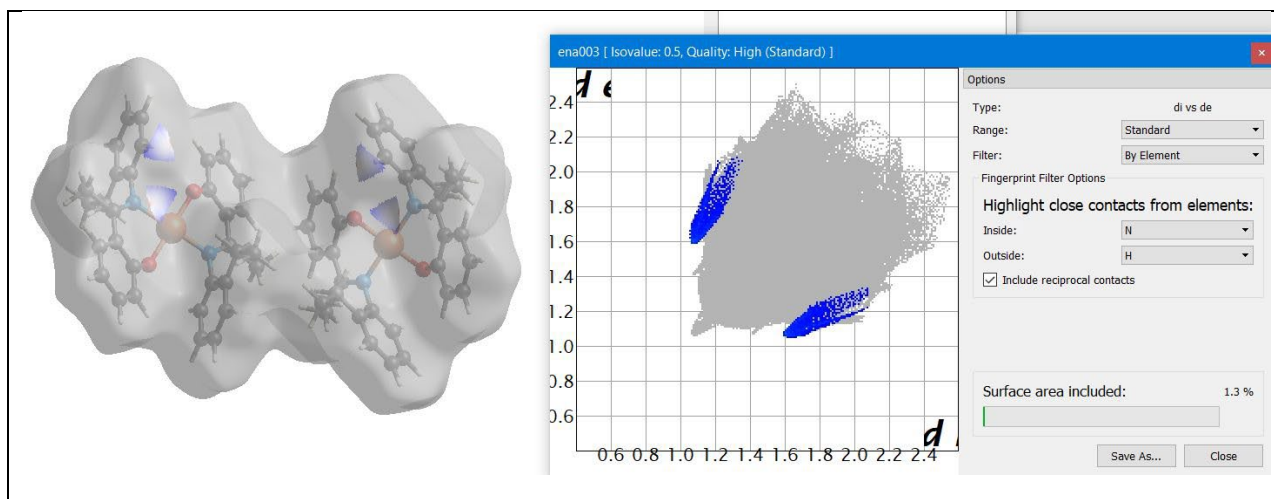 ena003 [ Isovalue: 0.5, Quality: High (Standard) ]
d e
2.4
2.2
2.0
1.8
1.6
1.4
1.2
1.0
0.8
0.6
0.6 0.8 1.0 1.2 1.4 1.6 1.8 2.0 2.2 2.4
d i
Options
Type: di vs de
Range: Standard
Filter: By Element
Fingerprint Filter Options
Highlight close contacts from elements:
Inside: N
Outside: H
Include reciprocal contacts
Surface area included: 1.3 %
Save As... Close